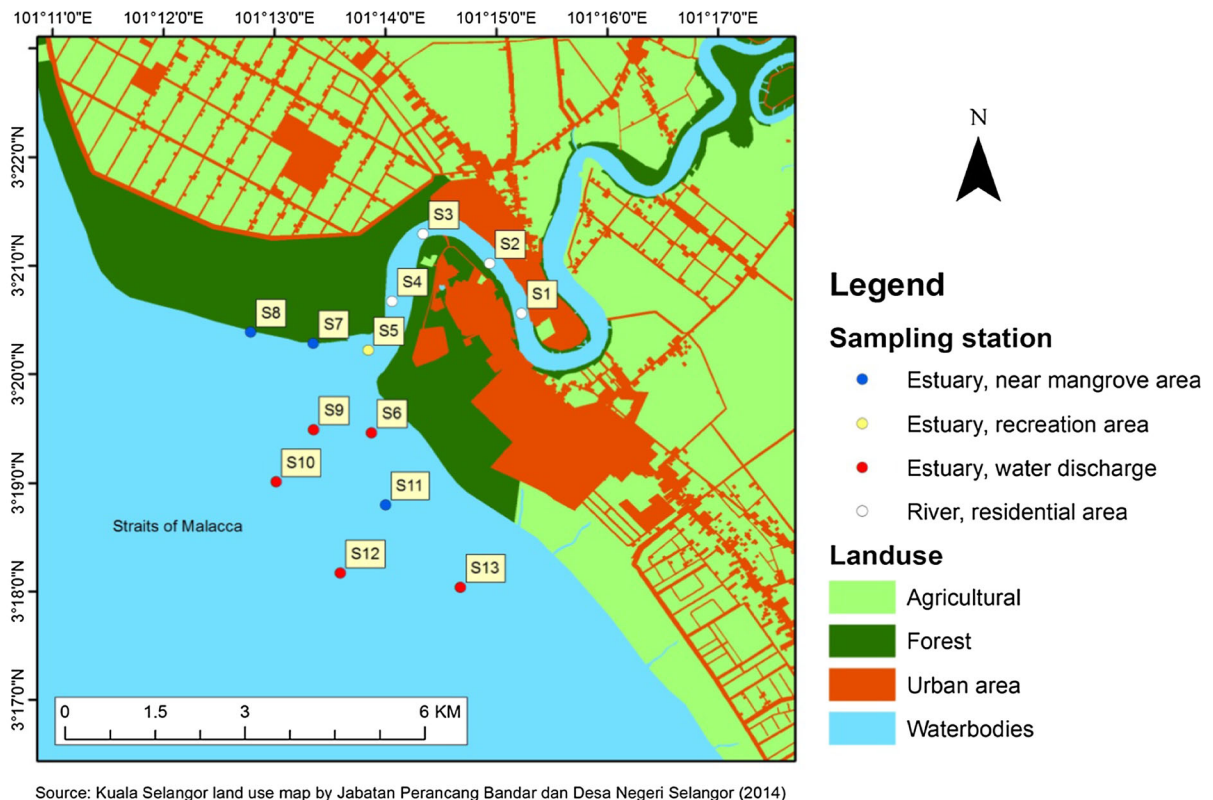 101°11'0"E 101°12'0"E 101°13'0"E 101°14'0"E 101°15'0"E 101°16'0"E 101°17'0"E
3°22'0"N
3°21'0"N
3°20'0"N
3°19'0"N
3°18'0"N
3°17'0"N
S3
S2
S4
S1
S8
S7
S5
S9
S6
S10
S11
S12
S13
Straits of Malacca
0 1.5 3 6 KM
N
Legend
Sampling station
Estuary, near mangrove area
Estuary, recreation area
Estuary, water discharge
River, residential area
Landuse
Agricultural
Forest
Urban area
Waterbodies
Source: Kuala Selangor land use map by Jabatan Perancang Bandar dan Desa Negeri Selangor (2014)